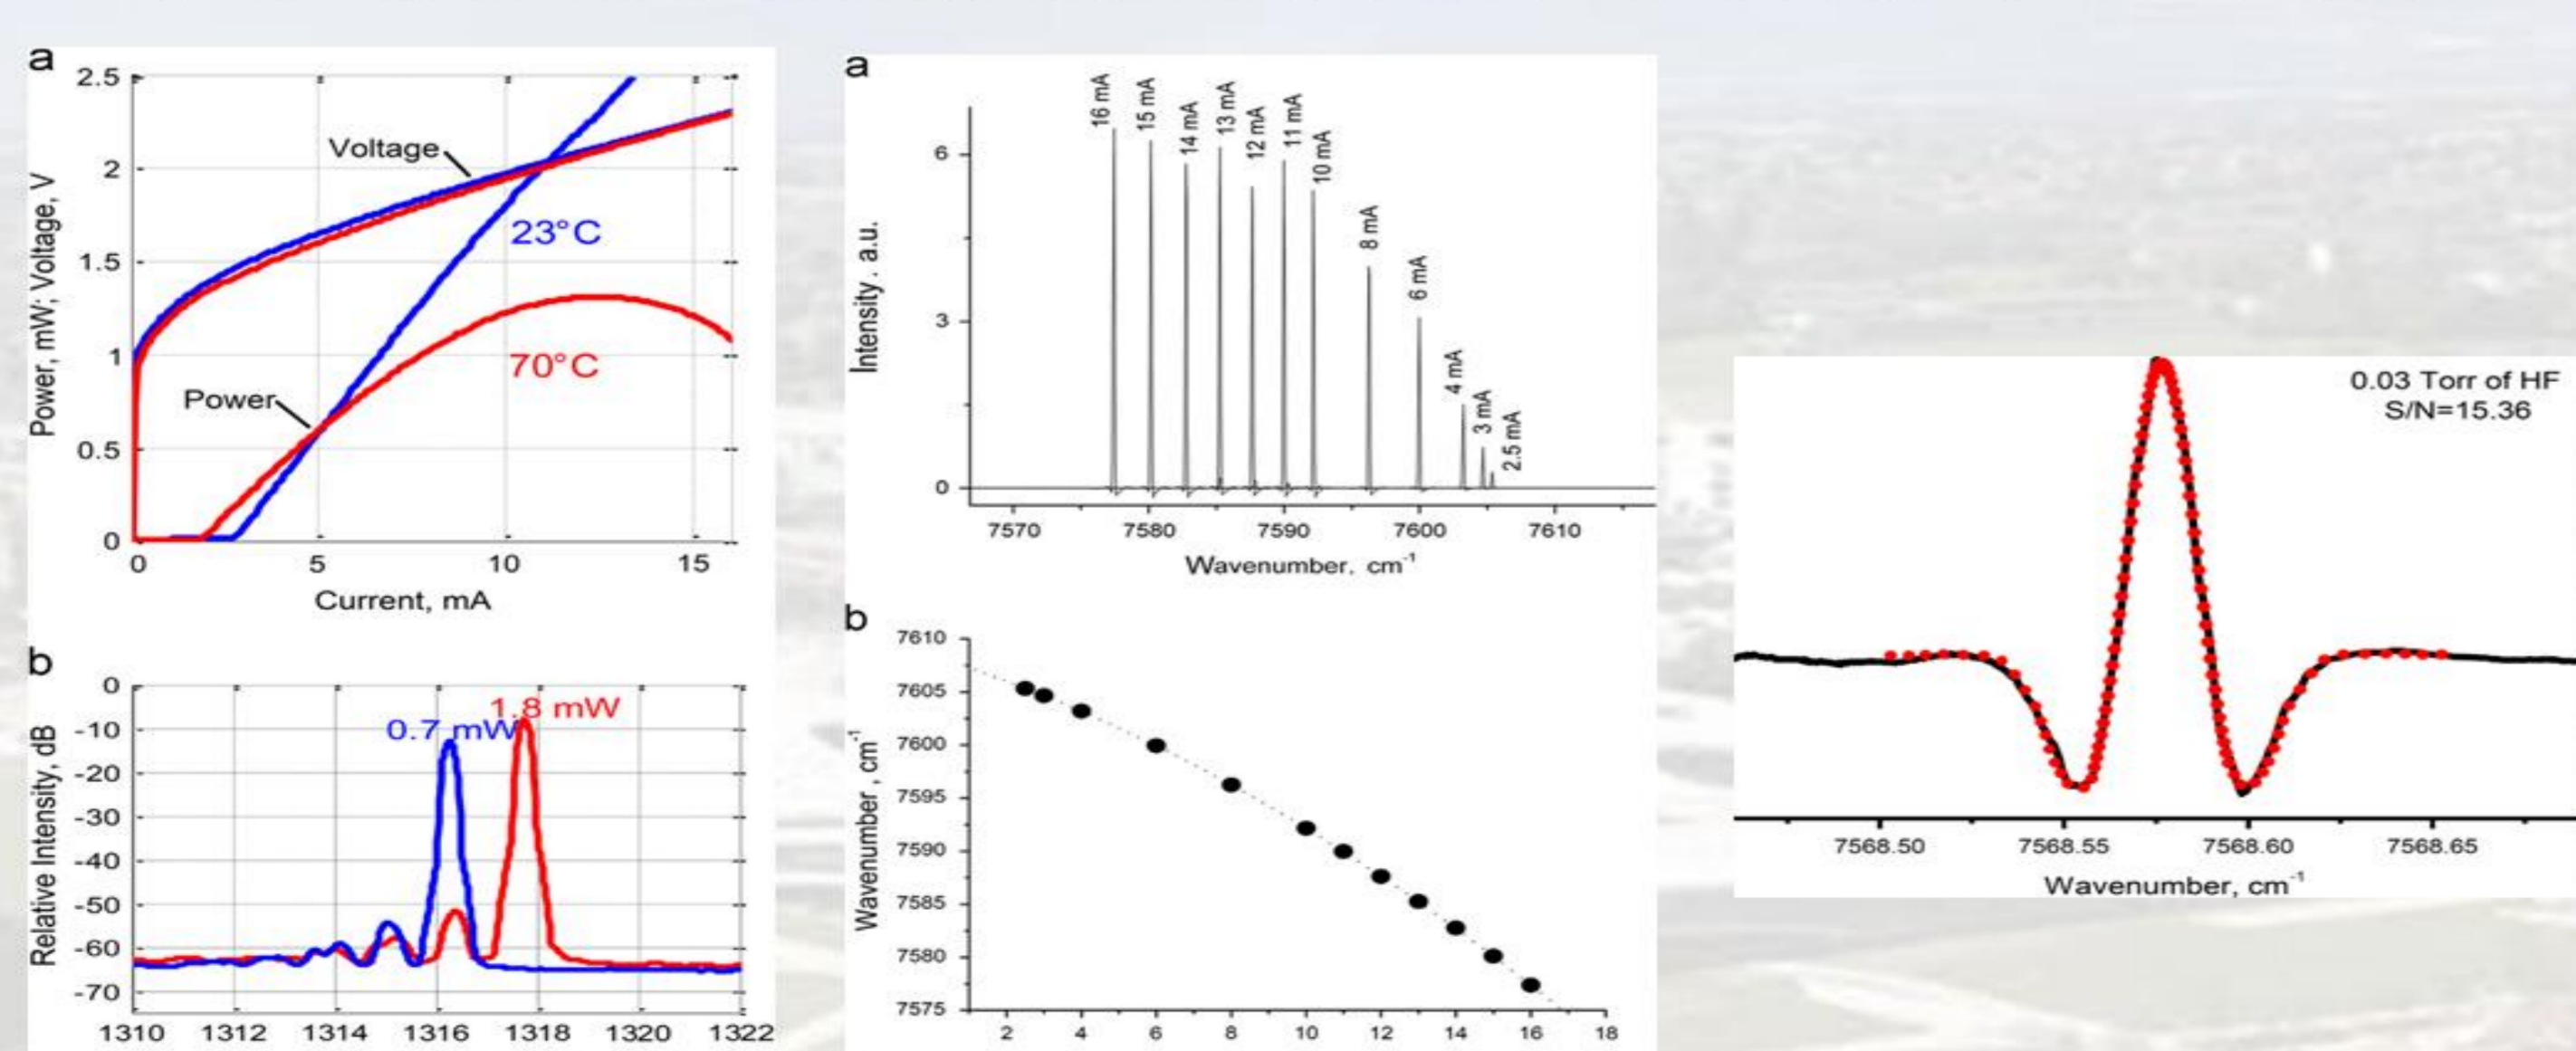 a
2.5
2
1.5
1
0.5
0
Power, mW; Voltage, V
Voltage
23°C
70°C
Power
0 5 10 15
Current, mA
b
0
-10
-20
-30
-40
-50
-60
-70
Relative Intensity, dB
0.7 mW
1.8 mW
1310 1312 1314 1316 1318 1320 1322
a
6
3
0
Intensity, a.u.
16 mA
15 mA
14 mA
13 mA
12 mA
11 mA
10 mA
8 mA
6 mA
4 mA
3 mA
2.5 mA
7570 7580 7590 7600 7610
Wavenumber, cm-1
b
7610
7605
7600
7595
7590
7585
7580
7575
Wavenumber, cm-1
2 4 6 8 10 12 14 16 18
0.03 Torr of HF
S/N=15.36
7568.50 7568.55 7568.60 7568.65
Wavenumber, cm-1